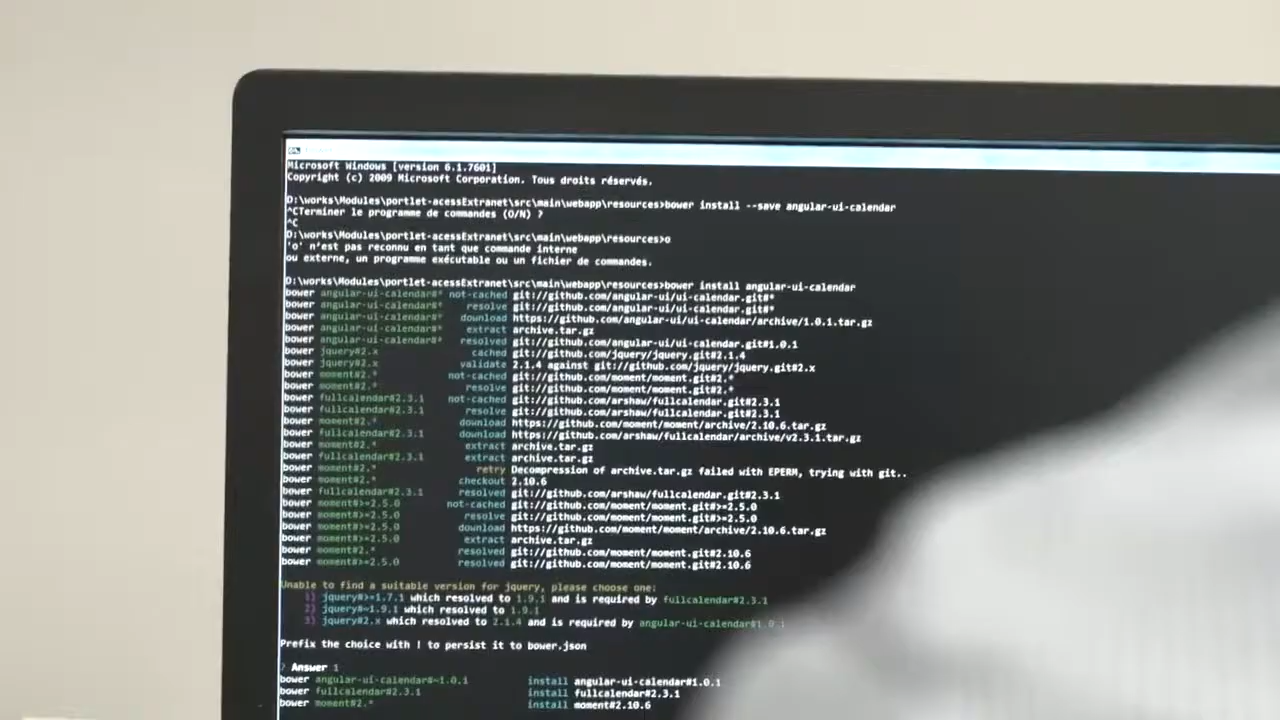 Microsoft Windows [version 6.1.7601]
Copyright (c) 2009 Microsoft Corporation. Tous droits réservés.
D:\works\Modules\portlet-acessExtranet\src\main\webapp\resources>bower install --save angular-ui-calendar
^CTerminer le programme de commandes (O/N) ?
^C
D:\works\Modules\portlet-acessExtranet\src\main\webapp\resources>o
'o' n'est pas reconnu en tant que commande interne
ou externe, un programme exécutable ou un fichier de commandes.
D:\works\Modules\portlet-acessExtranet\src\main\webapp\resources>bower install angular-ui-calendar
bower angular-ui-calendar#* not-cached git://github.com/angular-ui/ui-calendar.git#*
bower angular-ui-calendar#* resolve git://github.com/angular-ui/ui-calendar.git#*
bower angular-ui-calendar#* download https://github.com/angular-ui/ui-calendar/archive/1.0.1.tar.gz
bower angular-ui-calendar#* extract archive.tar.gz
bower angular-ui-calendar#* resolved git://github.com/angular-ui/ui-calendar.git#1.0.1
bower jquery#2.x cached git://github.com/jquery/jquery.git#2.1.4
bower jquery#2.x validate 2.1.4 against git://github.com/jquery/jquery.git#2.x
bower moment#2.* not-cached git://github.com/moment/moment.git#2.*
bower moment#2.* resolve git://github.com/moment/moment.git#2.*
bower fullcalendar#2.3.1 not-cached git://github.com/arshaw/fullcalendar.git#2.3.1
bower fullcalendar#2.3.1 resolve git://github.com/arshaw/fullcalendar.git#2.3.1
bower moment#2.* download https://github.com/moment/moment/archive/2.10.6.tar.gz
bower fullcalendar#2.3.1 download https://github.com/arshaw/fullcalendar/archive/v2.3.1.tar.gz
bower moment#2.* extract archive.tar.gz
bower fullcalendar#2.3.1 extract archive.tar.gz
bower moment#2.* retry Decompression of archive.tar.gz failed with EPERM, trying with git..
bower moment#2.* checkout 2.10.6
bower fullcalendar#2.3.1 resolved git://github.com/arshaw/fullcalendar.git#2.3.1
bower moment#>=2.5.0 not-cached git://github.com/moment/moment.git#>=2.5.0
bower moment#>=2.5.0 resolve git://github.com/moment/moment.git#>=2.5.0
bower moment#>=2.5.0 download https://github.com/moment/moment/archive/2.10.6.tar.gz
bower moment#>=2.5.0 extract archive.tar.gz
bower moment#2.* resolved git://github.com/moment/moment.git#2.10.6
bower moment#>=2.5.0 resolved git://github.com/moment/moment.git#2.10.6
Unable to find a suitable version for jquery, please choose one:
1) jquery#>=1.7.1 which resolved to 1.9.1 and is required by fullcalendar#2.3.1
2) jquery#~1.9.1 which resolved to 1.9.1
3) jquery#2.x which resolved to 2.1.4 and is required by angular-ui-calendar#1.0.1
Prefix the choice with ! to persist it to bower.json
? Answer 1
bower angular-ui-calendar#~1.0.1 install angular-ui-calendar#1.0.1
bower fullcalendar#2.3.1 install fullcalendar#2.3.1
bower moment#2.* install moment#2.10.6